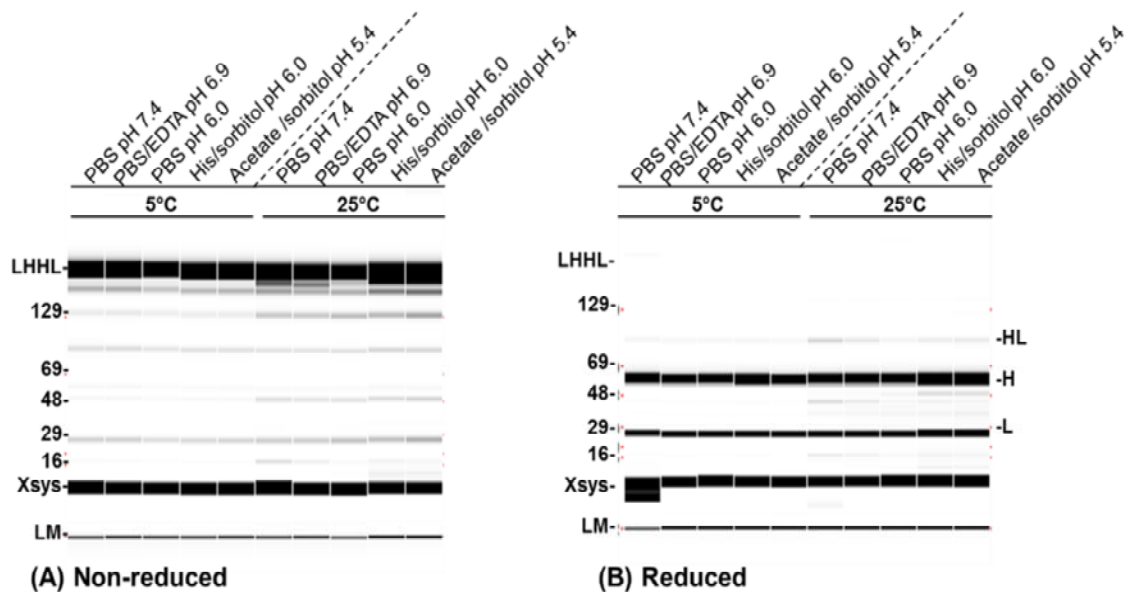 PBS pH 7.4
PBS/EDTA pH 6.9
PBS pH 6.0
His/sorbitol pH 6.0
Acetate /sorbitol pH 5.4
PBS pH 7.4
PBS/EDTA pH 6.9
PBS pH 6.0
His/sorbitol pH 6.0
Acetate /sorbitol pH 5.4
5°C 25°C
LHHL-
129-
69-
48-
29-
16-
Xsys-
LM-
(A) Non-reduced
PBS pH 7.4
PBS/EDTA pH 6.9
PBS pH 6.0
His/sorbitol pH 6.0
Acetate /sorbitol pH 5.4
PBS pH 7.4
PBS/EDTA pH 6.9
PBS pH 6.0
His/sorbitol pH 6.0
Acetate /sorbitol pH 5.4
5°C 25°C
LHHL-
129-
-HL
69-
-H
48-
29- -L
16-
Xsys-
LM-
(B) Reduced